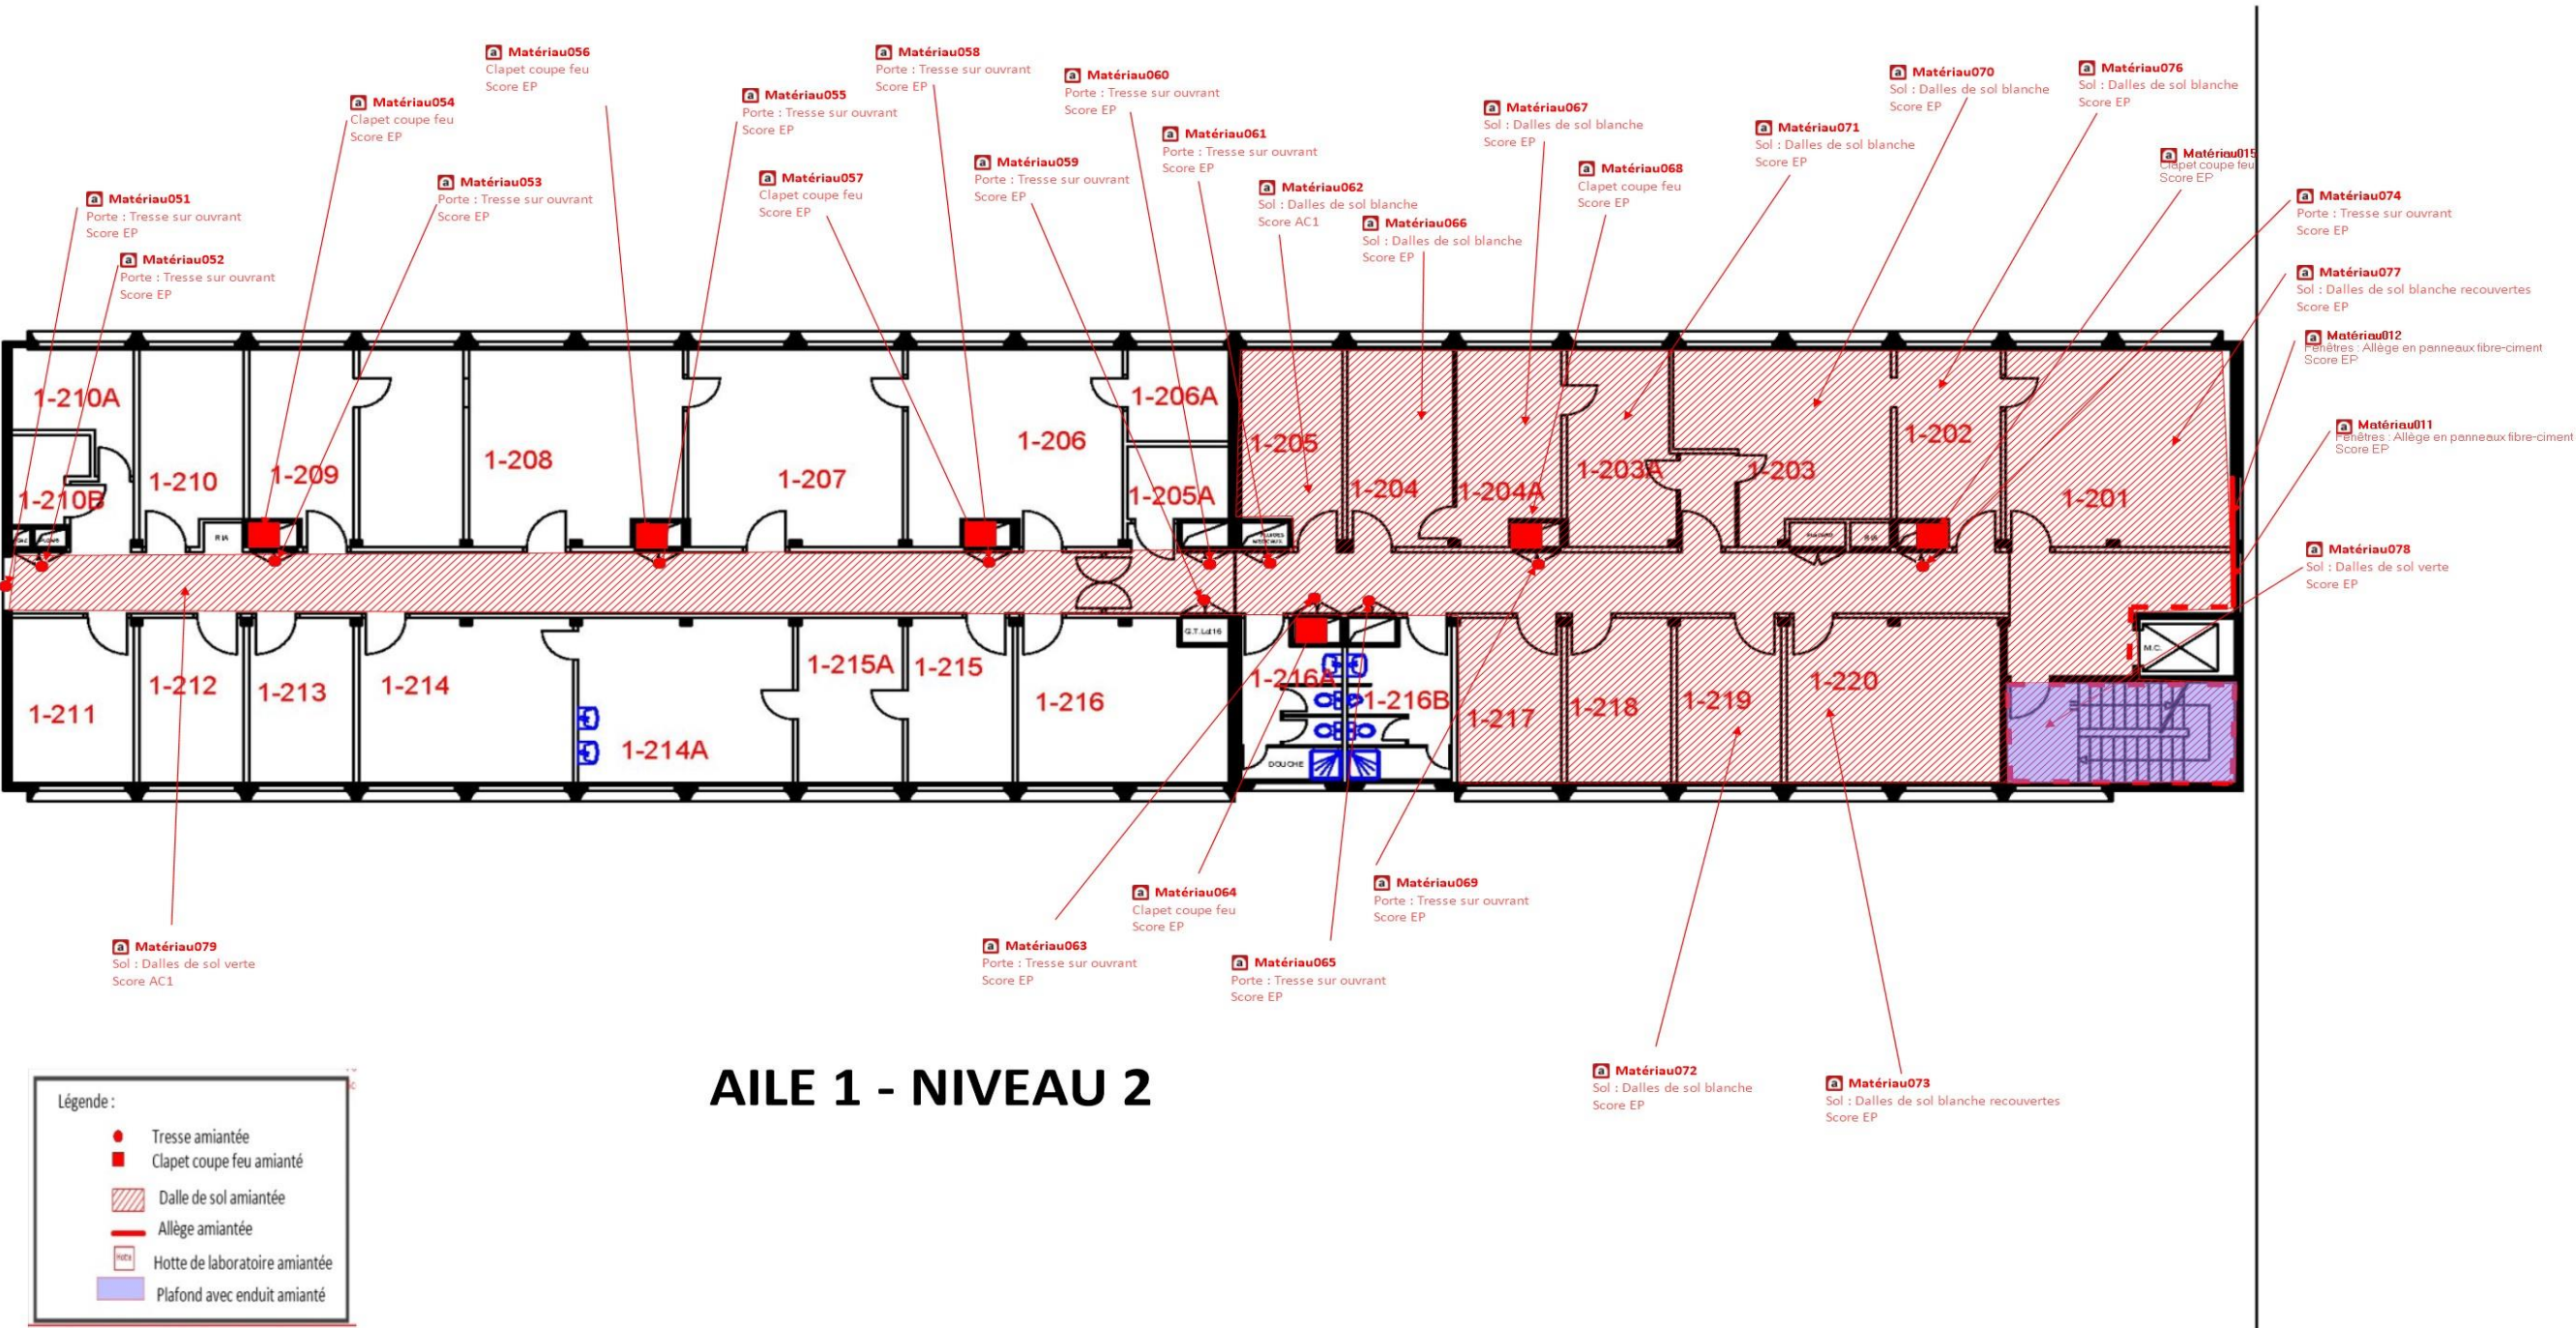 Matériau056
Clapet coupe feu
Score EP
Matériau058
Porte : Tresse sur ouvrant
Score EP
Matériau060
Porte : Tresse sur ouvrant
Score EP
Matériau070
Sol : Dalles de sol blanche
Score EP
Matériau076
Sol : Dalles de sol blanche
Score EP
Matériau054
Clapet coupe feu
Score EP
Matériau055
Porte : Tresse sur ouvrant
Score EP
Matériau067
Sol : Dalles de sol blanche
Score EP
Matériau071
Sol : Dalles de sol blanche
Score EP
Matériau061
Porte : Tresse sur ouvrant
Score EP
Matériau015
Clapet coupe feu
Score EP
Matériau059
Porte : Tresse sur ouvrant
Score EP
Matériau068
Clapet coupe feu
Score EP
Matériau057
Clapet coupe feu
Score EP
Matériau053
Porte : Tresse sur ouvrant
Score EP
Matériau062
Sol : Dalles de sol blanche
Score AC1
Matériau051
Porte : Tresse sur ouvrant
Score EP
Matériau074
Porte : Tresse sur ouvrant
Score EP
Matériau066
Sol : Dalles de sol blanche
Score EP
Matériau052
Porte : Tresse sur ouvrant
Score EP
Matériau077
Sol : Dalles de sol blanche recouvertes
Score EP
Matériau012
Fenêtres : Allège en panneaux fibre-ciment
Score EP
Matériau011
Fenêtres : Allège en panneaux fibre-ciment
Score EP
Matériau078
Sol : Dalles de sol verte
Score EP
1-210A
1-206A
1-206
1-205
1-202
1-208
1-209
1-210
1-207
1-205A
1-204
1-204A
1-203A
1-203
1-201
1-210B
RIA
RIA
G.T.Lot16
M.C.
1-211
1-212
1-213
1-214
1-214A
1-215A
1-215
1-216
1-216A
1-216B
1-217
1-218
1-219
1-220
DOUCHE
Matériau069
Porte : Tresse sur ouvrant
Score EP
Matériau064
Clapet coupe feu
Score EP
Matériau079
Sol : Dalles de sol verte
Score AC1
Matériau063
Porte : Tresse sur ouvrant
Score EP
Matériau065
Porte : Tresse sur ouvrant
Score EP
Matériau072
Sol : Dalles de sol blanche
Score EP
Matériau073
Sol : Dalles de sol blanche recouvertes
Score EP
AILE 1 - NIVEAU 2
Légende :
Tresse amiantée
Clapet coupe feu amianté
Dalle de sol amiantée
Allège amiantée
Hotte de laboratoire amiantée
Plafond avec enduit amianté